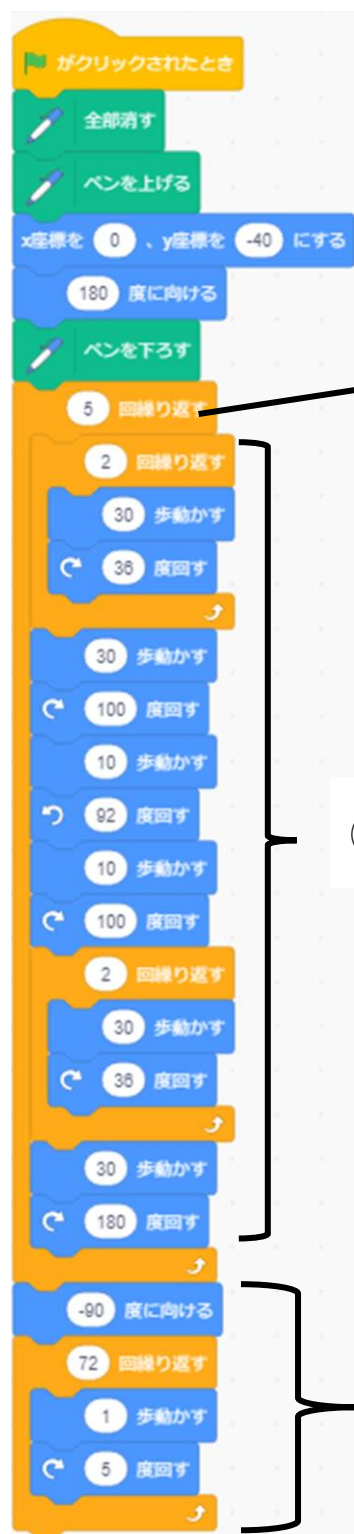 がクリックされたとき
全部消す
ペンを上げる
x座標を 0 、y座標を -40 にする
180 度に向ける
ペンを下ろす
5 回繰り返す
2 回繰り返す
30 歩動かす
36 度回す
30 歩動かす
100 度回す
10 歩動かす
92 度回す
10 歩動かす
100 度回す
2 回繰り返す
30 歩動かす
36 度回す
30 歩動かす
180 度回す
-90 度に向ける
72 回繰り返す
1 歩動かす
5 度回す